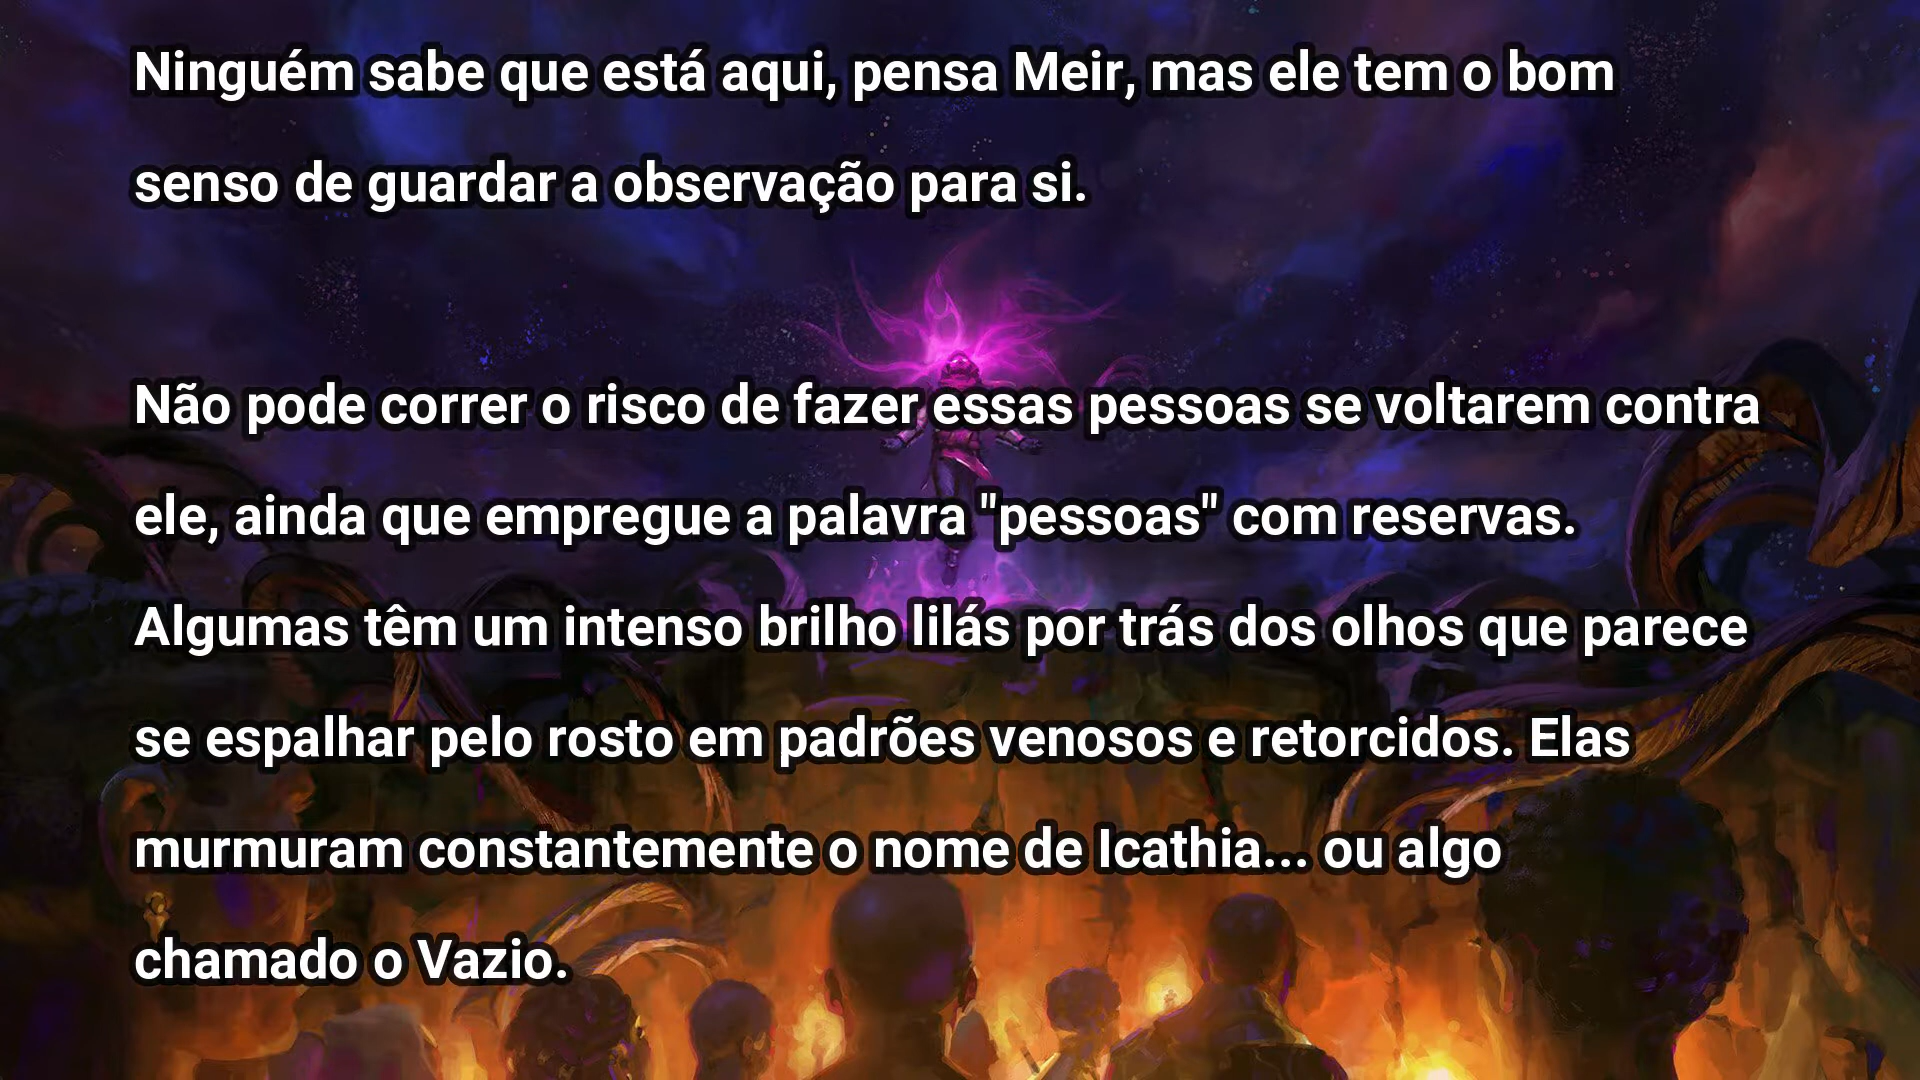 Ninguém sabe que está aqui, pensa Meir, mas ele tem o bom
senso de guardar a observação para si.
Não pode correr o risco de fazer essas pessoas se voltarem contra
ele, ainda que empregue a palavra "pessoas" com reservas.
Algumas têm um intenso brilho lilás por trás dos olhos que parece
se espalhar pelo rosto em padrões venosos e retorcidos. Elas
murmuram constantemente o nome de Icathia... ou algo
chamado o Vazio.